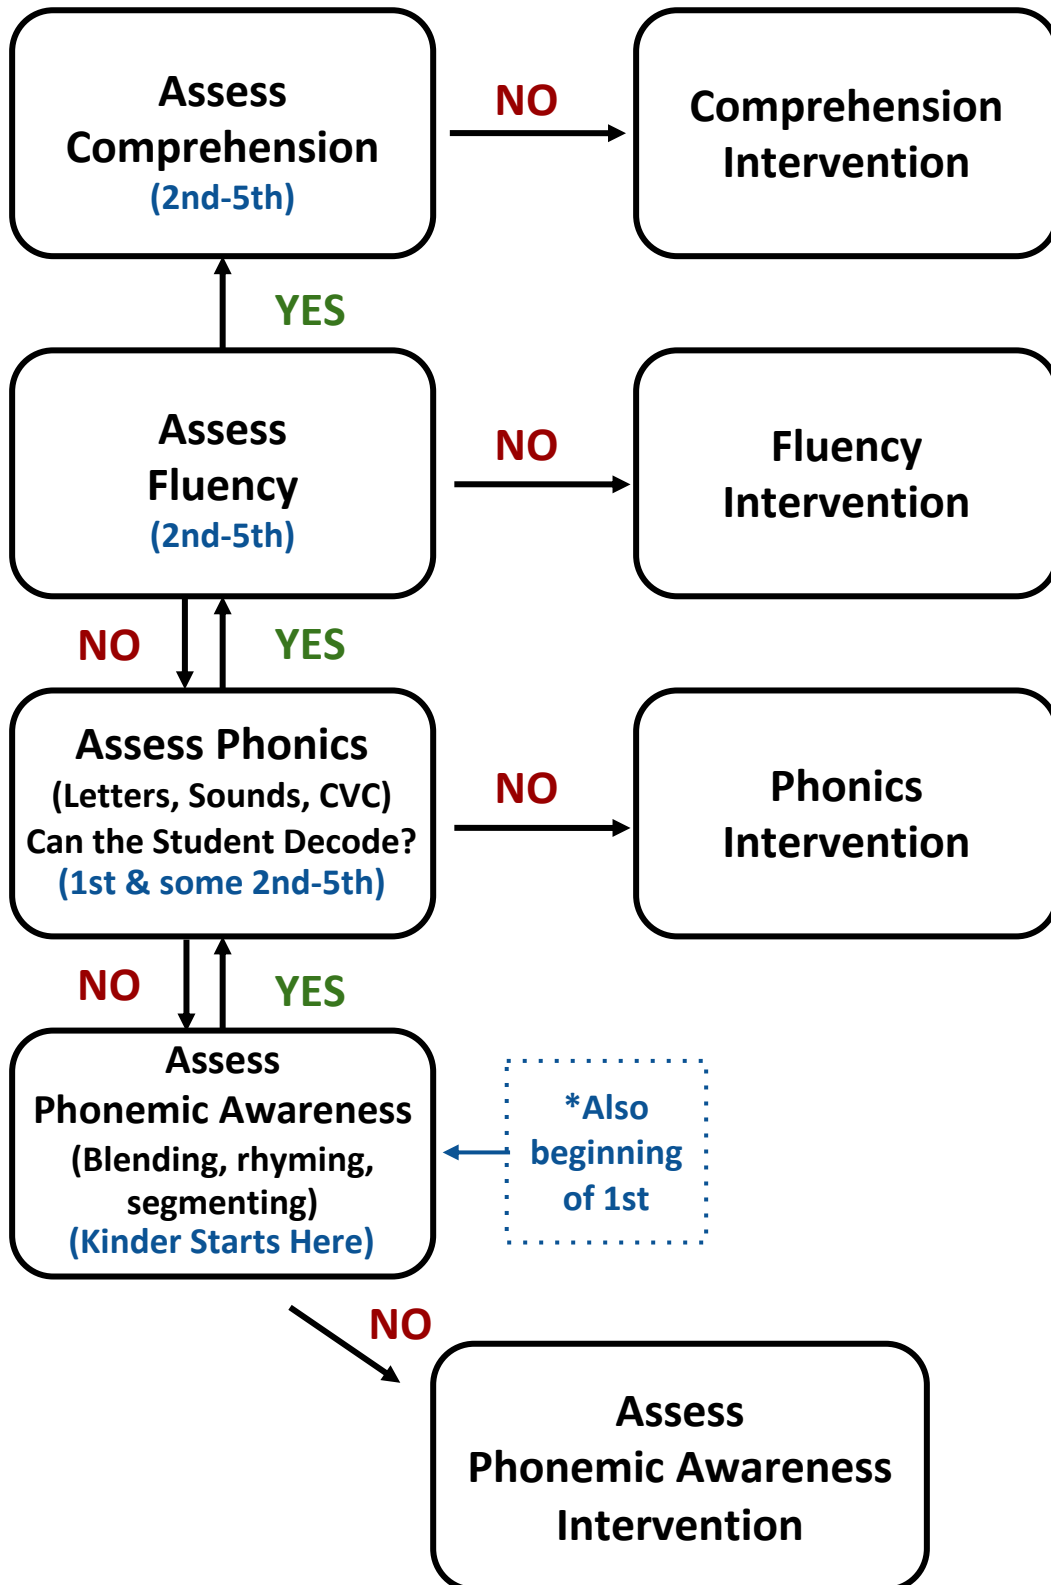 Assess
Comprehension
(2nd-5th)
NO
Comprehension
Intervention
YES
Assess
Fluency
(2nd-5th)
NO
Fluency
Intervention
NO
YES
Assess Phonics
(Letters, Sounds, CVC)
Can the Student Decode?
(1st & some 2nd-5th)
NO
Phonics
Intervention
NO
YES
Assess
Phonemic Awareness
(Blending, rhyming,
segmenting)
(Kinder Starts Here)
*Also
beginning
of 1st
NO
Assess
Phonemic Awareness
Intervention